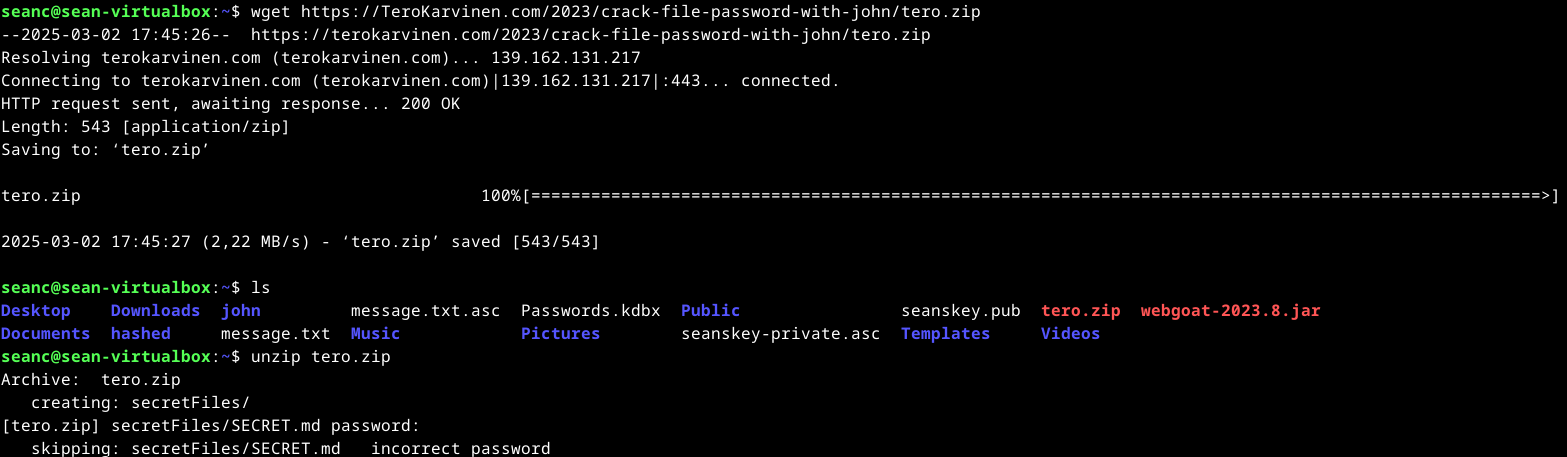 seanc@sean-virtualbox:~$ wget https://TeroKarvinen.com/2023/crack-file-password-with-john/tero.zip
--2025-03-02 17:45:26--  https://terokarvinen.com/2023/crack-file-password-with-john/tero.zip
Resolving terokarvinen.com (terokarvinen.com)... 139.162.131.217
Connecting to terokarvinen.com (terokarvinen.com)|139.162.131.217|:443... connected.
HTTP request sent, awaiting response... 200 OK
Length: 543 [application/zip]
Saving to: ‘tero.zip’
tero.zip                                        100%[=====================================================================================================>]
2025-03-02 17:45:27 (2,22 MB/s) - ‘tero.zip’ saved [543/543]
seanc@sean-virtualbox:~$ ls
Desktop    Downloads  john         message.txt.asc  Passwords.kdbx  Public                seanskey.pub  tero.zip  webgoat-2023.8.jar
Documents  hashed     message.txt  Music            Pictures        seanskey-private.asc  Templates     Videos
seanc@sean-virtualbox:~$ unzip tero.zip
Archive:  tero.zip
   creating: secretFiles/
[tero.zip] secretFiles/SECRET.md password:
   skipping: secretFiles/SECRET.md   incorrect password